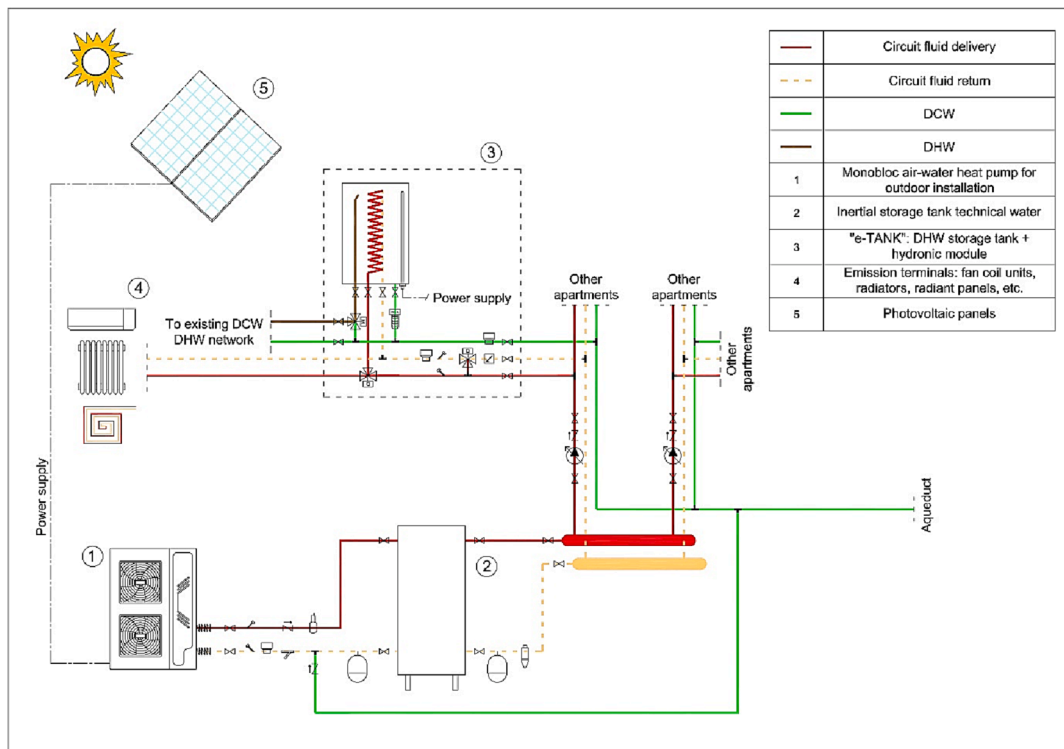 5
3
4
Power supply
To existing DCW
DHW network
Other
apartments
Other
apartments
Other
apartments
Power supply
Aqueduct
1
2
Circuit fluid delivery
Circuit fluid return
DCW
DHW
1
Monobloc air-water heat pump for
outdoor installation
2
Inertial storage tank technical water
3
"e-TANK": DHW storage tank +
hydronic module
4
Emission terminals: fan coil units,
radiators, radiant panels, etc.
5
Photovoltaic panels